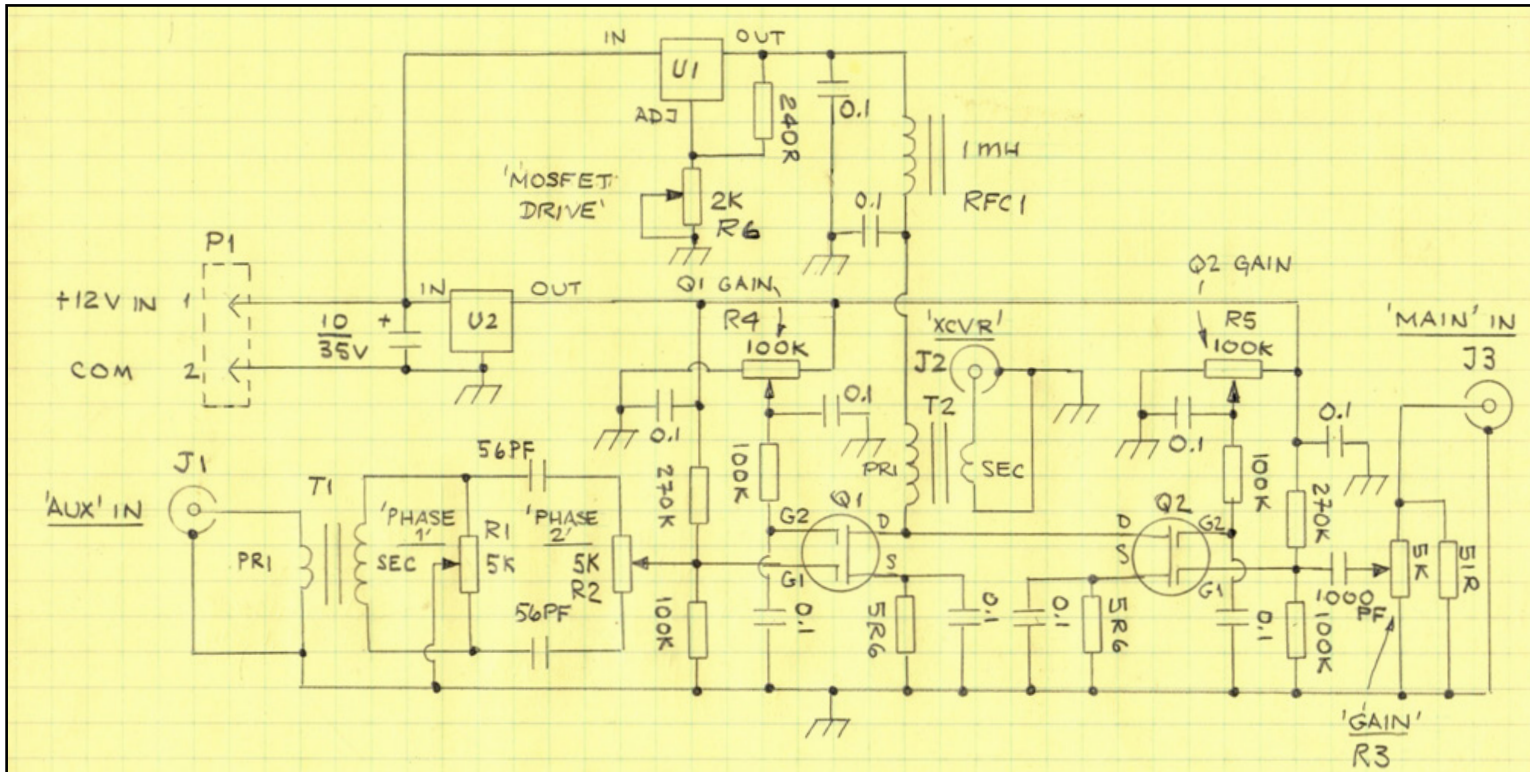 IN
OUT
U1
ADJ
240R
0.1
1MH
RFC1
'MOSFET
DRIVE'
2K
R6
0.1
P1
+12V IN 1
COM 2
10
35V
+
IN
U2
OUT
Q1 GAIN
R4
100K
'XCVR'
J2
Q2 GAIN
R5
100K
'MAIN' IN
J3
0.1
0.1
T2
PRI
SEC
0.1
0.1
J1
'AUX' IN
T1
PRI
SEC
56PF
56PF
'PHASE
1'
R1
5K
'PHASE
2'
5K
R2
270K
100K
100K
Q1
G2
G1
D
S
0.1
5R6
0.1
0.1
5R6
Q2
D
S
G2
G1
100K
270K
0.1
100K
100
PF
5K
51R
'GAIN'
R3